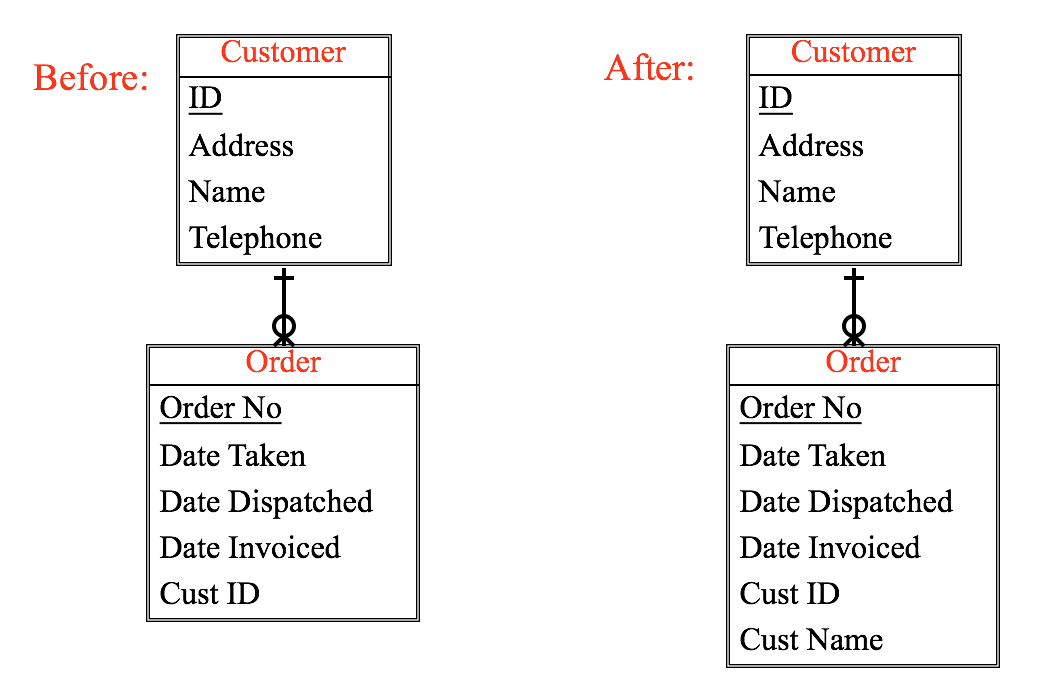 Before:
Customer
ID
Address
Name
Telephone
Order
Order No
Date Taken
Date Dispatched
Date Invoiced
Cust ID
After:
Customer
ID
Address
Name
Telephone
Order
Order No
Date Taken
Date Dispatched
Date Invoiced
Cust ID
Cust Name